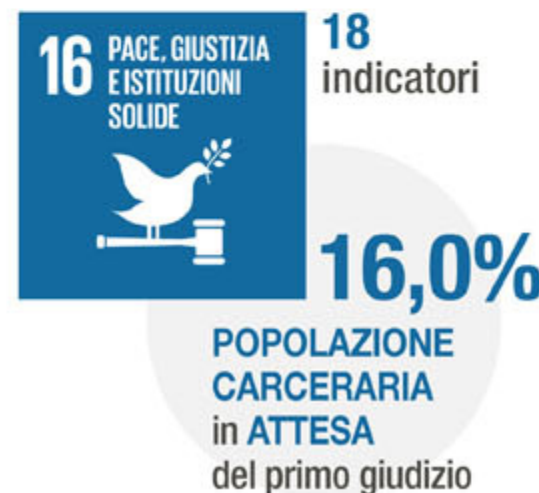 16 PACE, GIUSTIZIA
E ISTITUZIONI
SOLIDE
18
indicatori
16,0%
POPOLAZIONE
CARCERARIA
in ATTESA
del primo giudizio